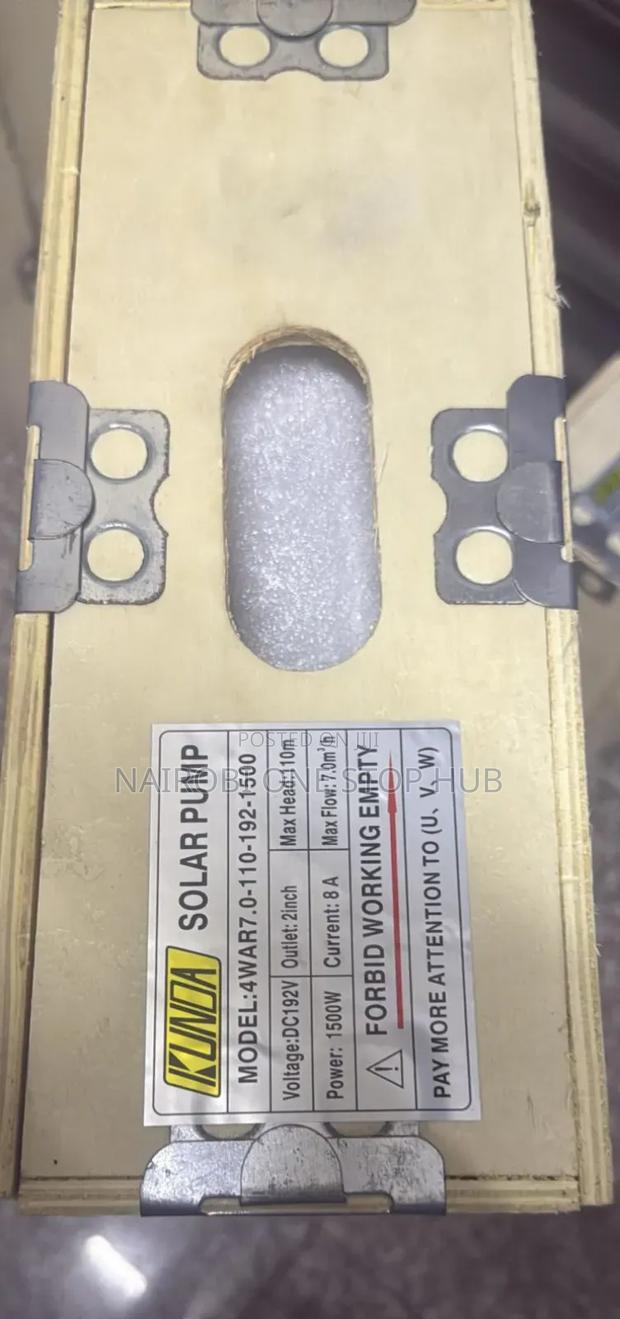 KUNDA SOLAR PUMP
MODEL:4WAR7.0-110-192-1500
Voltage:DC192V Outlet: 2inch Max Head:110m
Power: 1500W Current: 8 A Max Flow: 7.0m³/h
FORBID WORKING EMPTY
PAY MORE ATTENTION TO (U、V、W)
POSTED ON JIJI
NAIROBI ONE STOP HUB